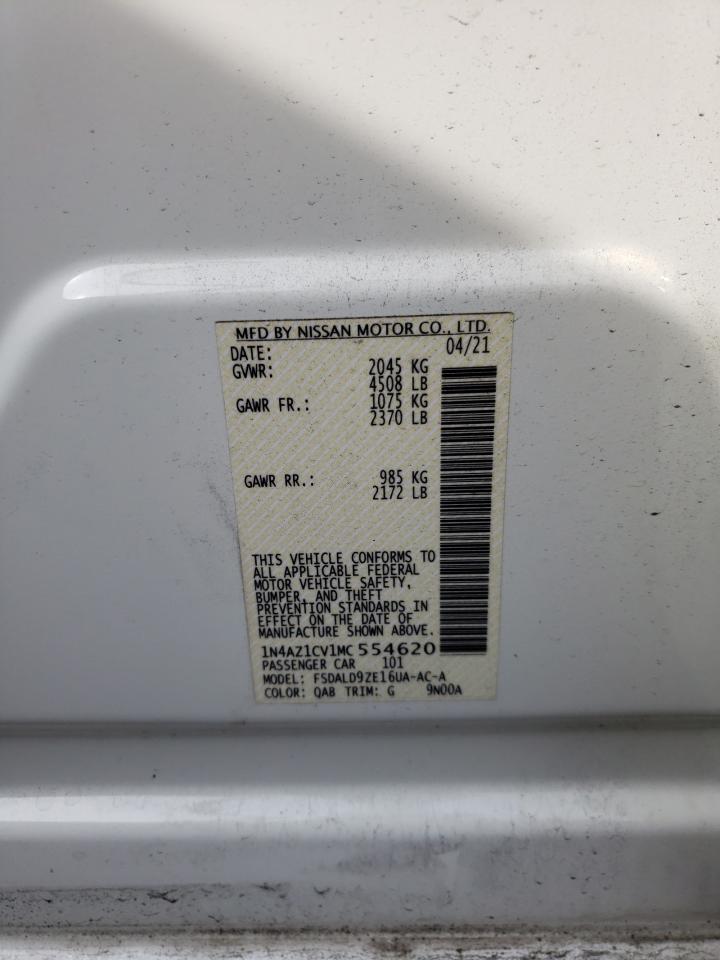 MFD BY NISSAN MOTOR CO., LTD.
DATE: 04/21
GVWR: 2045 KG
4508 LB
GAWR FR.: 1075 KG
2370 LB
GAWR RR.: 985 KG
2172 LB
THIS VEHICLE CONFORMS TO
ALL APPLICABLE FEDERAL
MOTOR VEHICLE SAFETY,
BUMPER, AND THEFT
PREVENTION STANDARDS IN
EFFECT ON THE DATE OF
MANUFACTURE SHOWN ABOVE.
1N4AZ1CV1MC 554620
PASSENGER CAR 101
MODEL: FSDALD9ZE16UA-AC-A
COLOR: QAB TRIM: G 9N00A